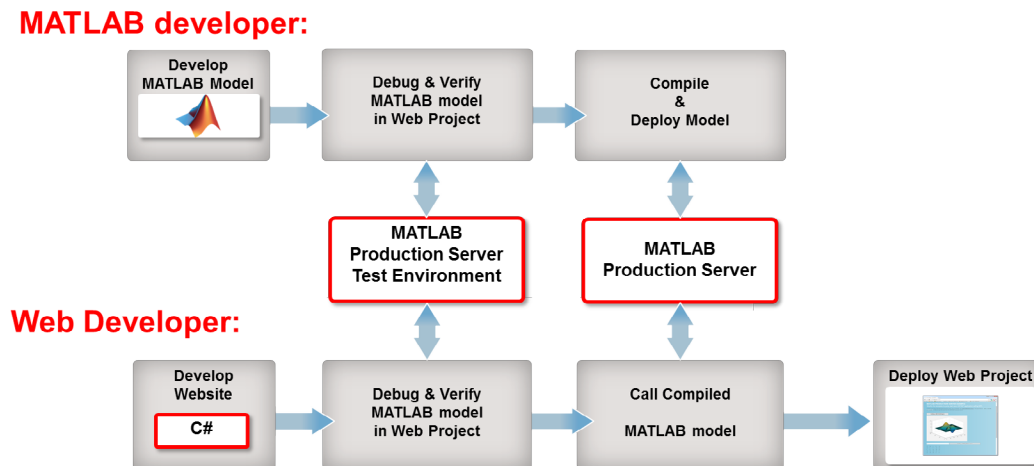 MATLAB developer:
Develop
MATLAB Model
Debug & Verify
MATLAB model
in Web Project
Compile
&
Deploy Model
MATLAB
Production Server
Test Environment
MATLAB
Production Server
Web Developer:
Develop
Website
C#
Debug & Verify
MATLAB model
in Web Project
Call Compiled
MATLAB model
Deploy Web Project